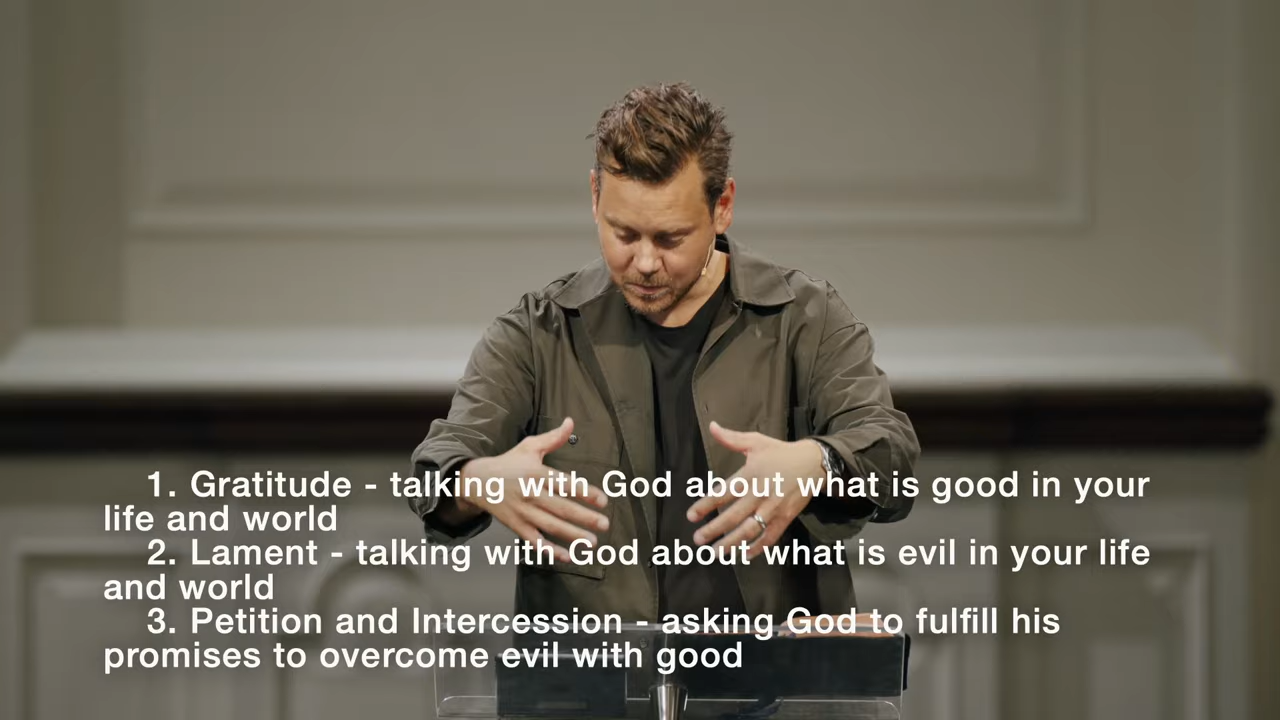 1. Gratitude - talking with God about what is good in your
life and world
2. Lament - talking with God about what is evil in your life
and world
3. Petition and Intercession - asking God to fulfill his
promises to overcome evil with good